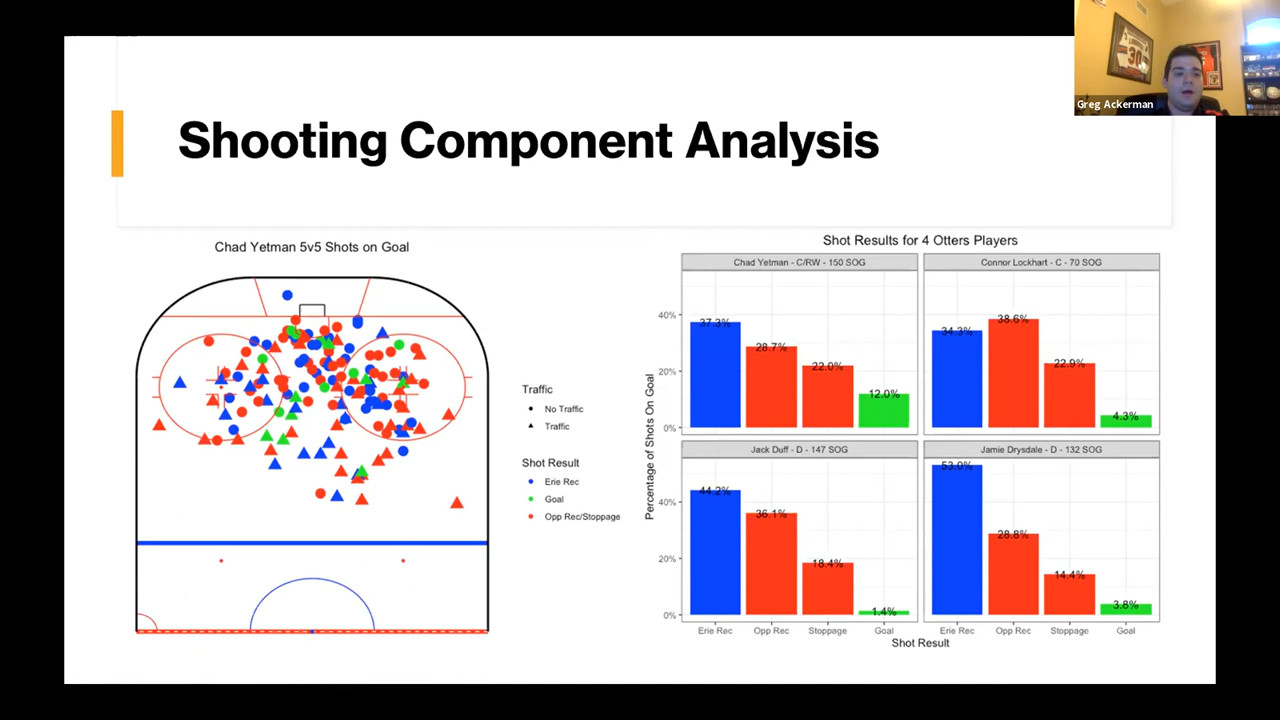 Greg Ackerman
Shooting Component Analysis
Chad Yetman 5v5 Shots on Goal
Traffic
No Traffic
Traffic
Shot Result
Erie Rec
Goal
Opp Rec/Stoppage
Shot Results for 4 Otters Players
Percentage of Shots On Goal
Chad Yetman - C/RW - 150 SOG
Connor Lockhart - C - 70 SOG
40%
20%
0%
37.3%
28.7%
22.0%
12.0%
34.3%
38.6%
22.9%
4.3%
Jack Duff - D - 147 SOG
Jamie Drysdale - D - 132 SOG
40%
20%
0%
44.2%
36.1%
18.4%
1.4%
53.0%
28.8%
14.4%
3.8%
Erie Rec
Opp Rec
Stoppage
Goal
Erie Rec
Opp Rec
Stoppage
Goal
Shot Result